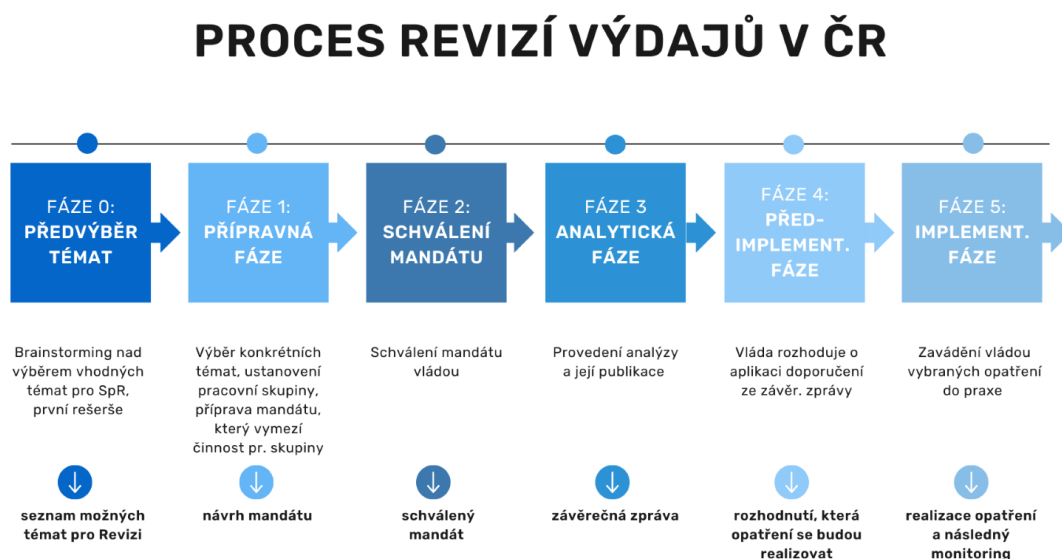 PROCES REVIZÍ VÝDAJŮ V ČR
FÁZE 0:
PŘEDVÝBĚR
TÉMAT
FÁZE 1:
PŘÍPRAVNÁ
FÁZE
FÁZE 2:
SCHVÁLENÍ
MANDÁTU
FÁZE 3
ANALYTICKÁ
FÁZE
FÁZE 4:
PŘED-
IMPLEMENT.
FÁZE
FÁZE 5:
IMPLEMENT.
FÁZE
Brainstorming nad
výběrem vhodných
témat pro SpR,
první rešerše
Výběr konkrétních
témat, ustanovení
pracovní skupiny,
příprava mandátu,
který vymezí
činnost pr. skupiny
Schválení mandátu
vládou
Provedení analýzy
a její publikace
Vláda rozhoduje o
aplikaci doporučení
ze závěr. zprávy
Zavádění vládou
vybraných opatření
do praxe
seznam možných
témat pro Revizi
návrh mandátu
schválený
mandát
závěrečná zpráva
rozhodnutí, která
opatření se budou
realizovat
realizace opatření
a následný
monitoring